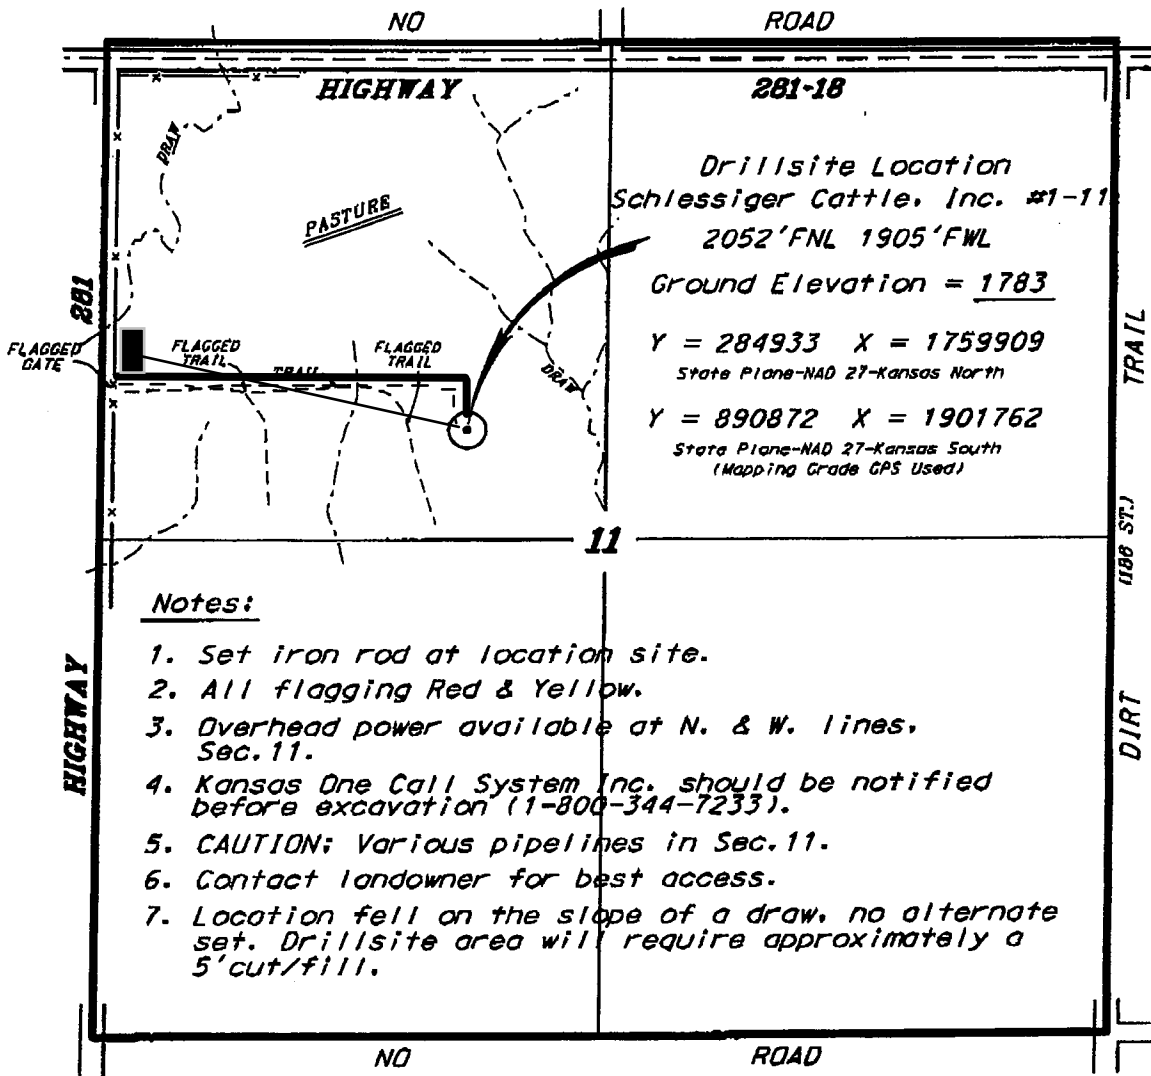 NO ROAD
HIGHWAY 281-18
DRAW
PASTURE
Drillsite Location
Schlessiger Cattle, Inc. #1-11
2052'FNL 1905'FWL
Ground Elevation = 1783
Y = 284933 X = 1759909
State Plane-NAD 27-Kansas North
Y = 890872 X = 1901762
State Plane-NAD 27-Kansas South
(Mapping Grade GPS Used)
281
FLAGGED
GATE
FLAGGED
TRAIL
TRAIL
FLAGGED
TRAIL
DRAW
TRAIL
11
(186 ST.)
HIGHWAY
DIRT
Notes:
1. Set iron rod at location site.
2. All flagging Red & Yellow.
3. Overhead power available at N. & W. lines,
Sec.11.
4. Kansas One Call System Inc. should be notified
before excavation (1-800-344-7233).
5. CAUTION: Various pipelines in Sec.11.
6. Contact landowner for best access.
7. Location fell on the slope of a draw, no alternate
set. Drillsite area will require approximately a
5'cut/fill.
NO ROAD